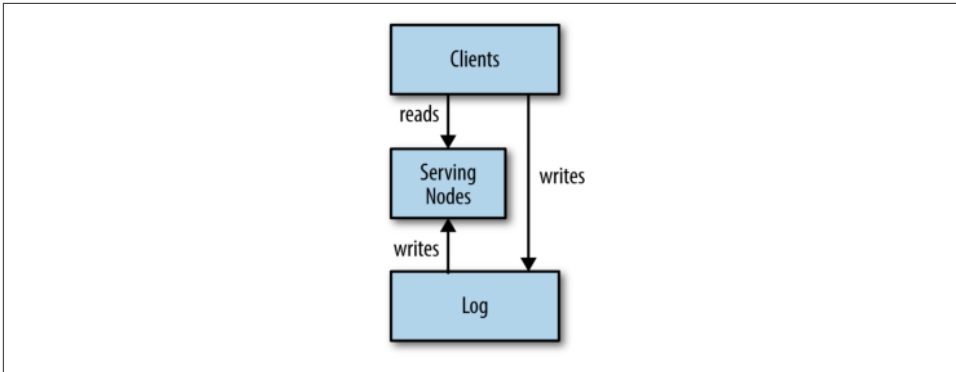 Clients
reads
Serving
Nodes
writes
writes
Log